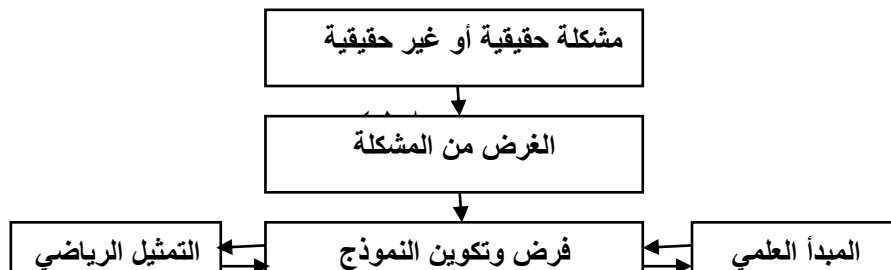 مشكلة حقيقية أو غير حقيقية
الغرض من المشكلة
المبدأ العلمي
فرض وتكوين النموذج
التمثيل الرياضي